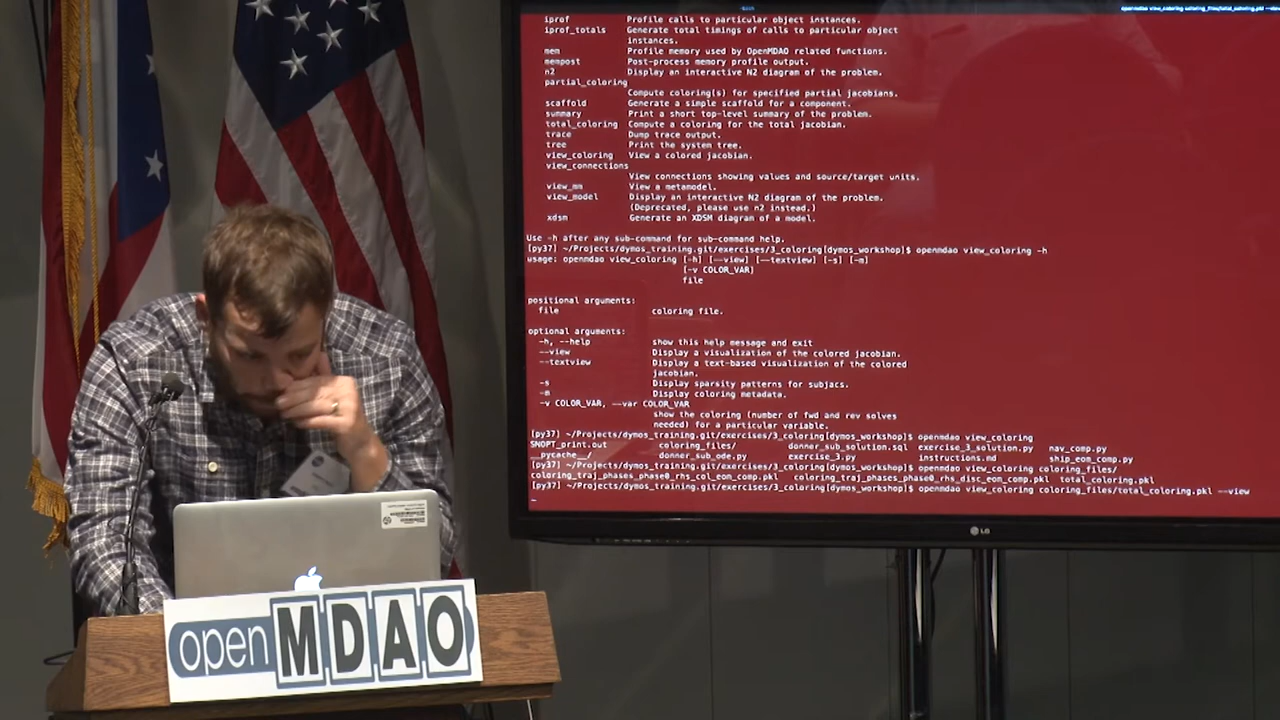 openmdao view_coloring coloring_files/total_coloring.pkl --view
iprof Profile calls to particular object instances.
iprof_totals Generate total timings of calls to particular object
instances.
mem Profile memory used by OpenMDAO related functions.
mempost Post-process memory profile output.
n2 Display an interactive N2 diagram of the problem.
partial_coloring
Compute coloring(s) for specified partial jacobians.
scaffold Generate a simple scaffold for a component.
summary Print a short top-level summary of the problem.
total_coloring Compute a coloring for the total jacobian.
trace Dump trace output.
tree Print the system tree.
view_coloring View a colored jacobian.
view_connections
View connections showing values and source/target units.
view_mm View a metamodel.
view_model Display an interactive N2 diagram of the problem.
(Deprecated, please use n2 instead.)
xdsm Generate an XDSM diagram of a model.
Use -h after any sub-command for sub-command help.
[py37] ~/Projects/dymos_training.git/exercises/3_coloring[dymos_workshop]$ openmdao view_coloring -h
usage: openmdao view_coloring [-h] [--view] [--textview] [-s] [-m]
[-v COLOR_VAR]
file
positional arguments:
file coloring file.
optional arguments:
-h, --help show this help message and exit
--view Display a visualization of the colored jacobian.
--textview Display a text-based visualization of the colored
jacobian.
-s Display sparsity patterns for subjacs.
-m Display coloring metadata.
-v COLOR_VAR, --var COLOR_VAR
show the coloring (number of fwd and rev solves
needed) for a particular variable.
[py37] ~/Projects/dymos_training.git/exercises/3_coloring[dymos_workshop]$ openmdao view_coloring
SNOPT_print.out coloring_files/ donner_sub_solution.sql exercise_3_solution.py nav_comp.py
__pycache__/ donner_sub_ode.py exercise_3.py instructions.md ship_eom_comp.py
[py37] ~/Projects/dymos_training.git/exercises/3_coloring[dymos_workshop]$ openmdao view_coloring coloring_files/
coloring_traj_phases_phase0_rhs_col_eom_comp.pkl coloring_traj_phases_phase0_rhs_disc_eom_comp.pkl total_coloring.pkl
[py37] ~/Projects/dymos_training.git/exercises/3_coloring[dymos_workshop]$ openmdao view_coloring coloring_files/total_coloring.pkl --view
LG
openMDAO